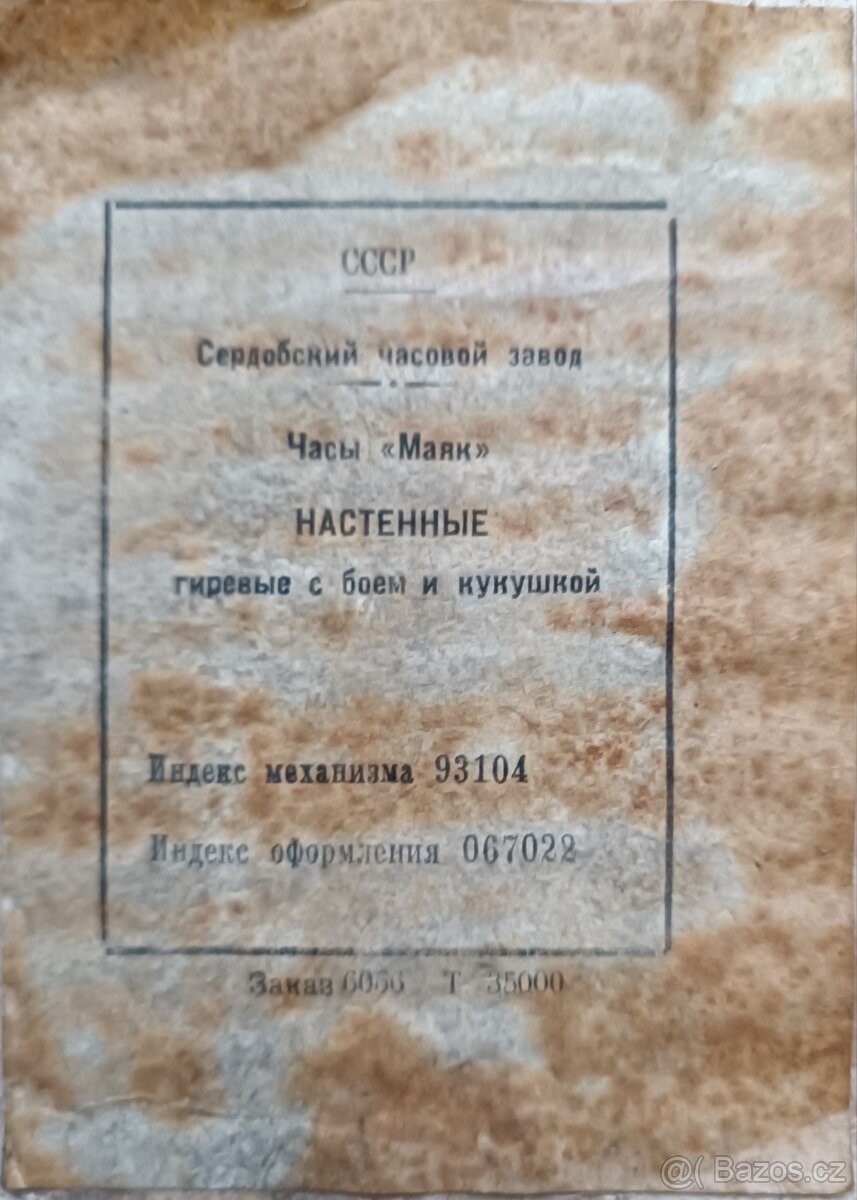 СССР
Сердобский часовой завод
Часы «Маяк»
НАСТЕННЫЕ
гиревые с боем и кукушкой
Индекс механизма 93104
Индекс оформления 067022
Заказ Т 35000
Bazos.cz